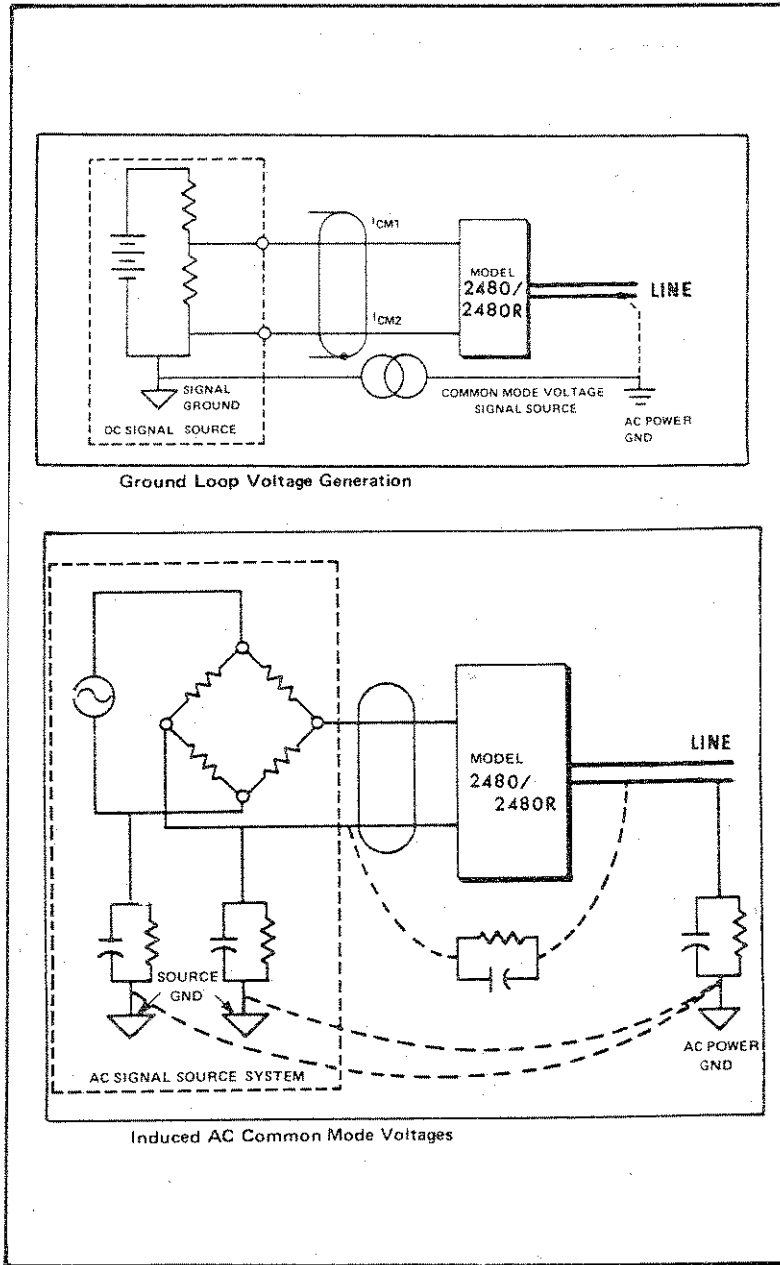 ICM1
MODEL
2480/
2480R
LINE
ICM2
SIGNAL
GROUND
DC SIGNAL SOURCE
COMMON MODE VOLTAGE
SIGNAL SOURCE
AC POWER
GND
Ground Loop Voltage Generation
LINE
MODEL
2480/
2480R
SOURCE
GND
AC POWER
GND
AC SIGNAL SOURCE SYSTEM
Induced AC Common Mode Voltages